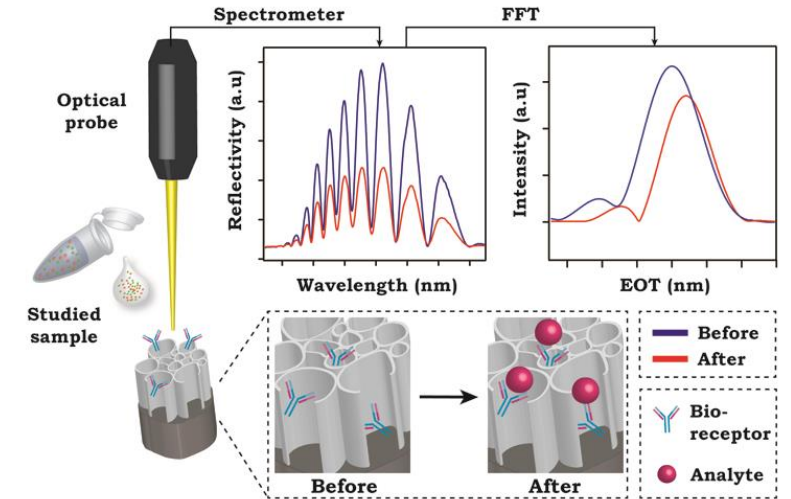 Spectrometer
FFT
Optical
probe
Reflectivity (a.u)
Wavelength (nm)
Intensity (a.u)
EOT (nm)
Studied
sample
Before
After
Before
After
Bio-
receptor
Analyte